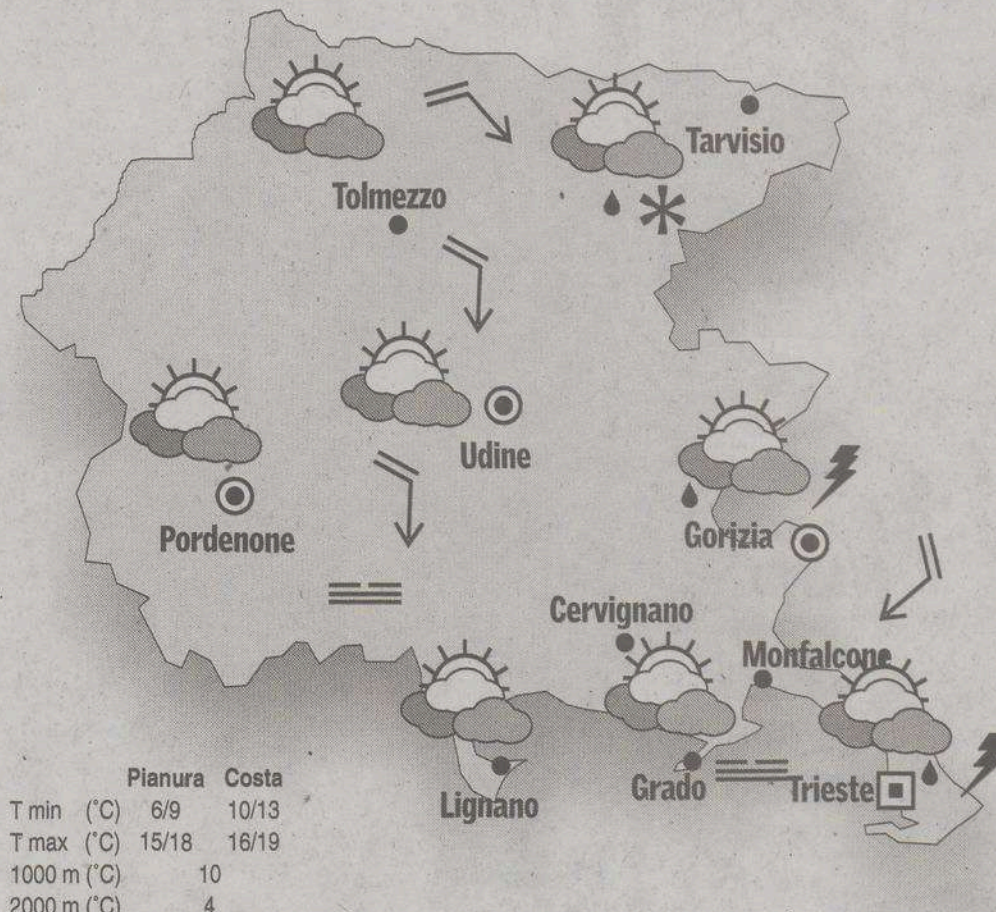 Tarvisio
Tolmezzo
Udine
Pordenone
Gorizia
Cervignano
Monfalcone
Lignano
Grado
Trieste
Pianura Costa
T min (°C) 6/9 10/13
T max (°C) 15/18 16/19
1000 m (°C) 10
2000 m (°C) 4